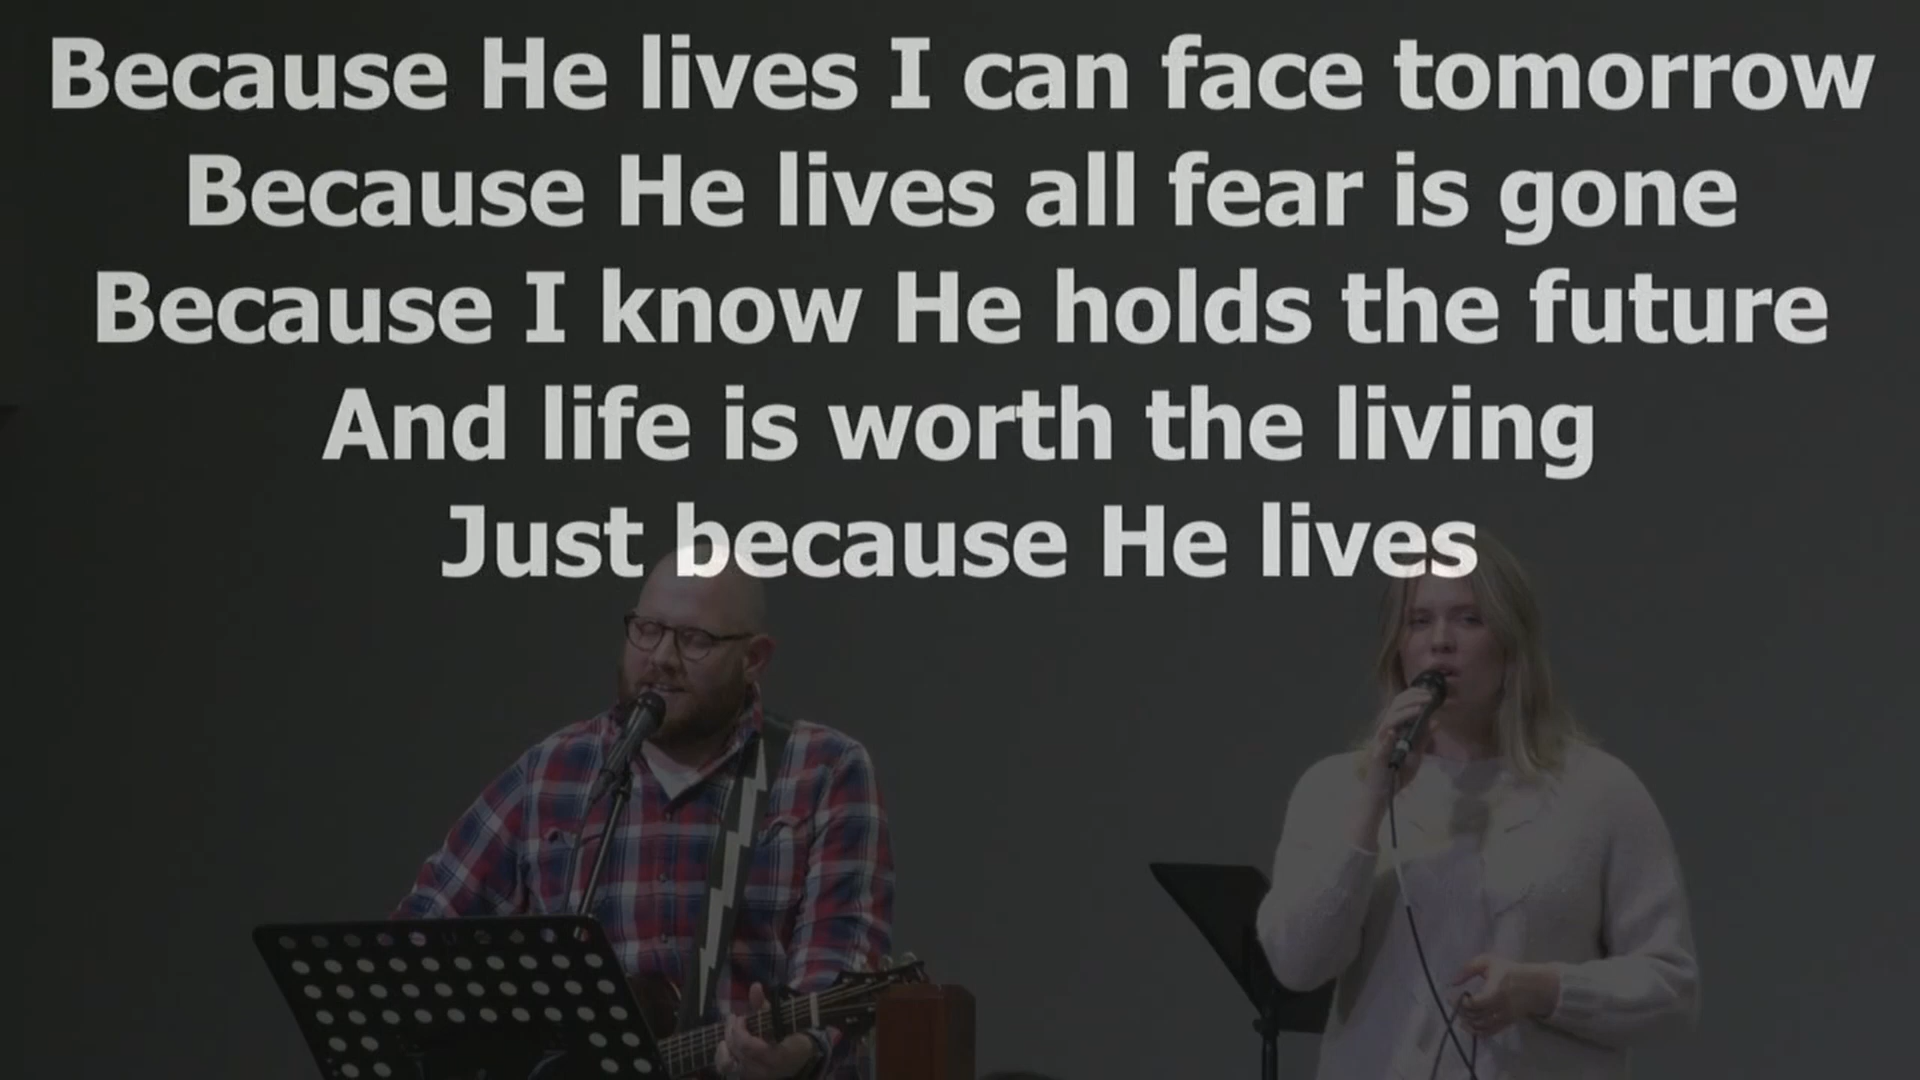 Because He lives I can face tomorrow
Because He lives all fear is gone
Because I know He holds the future
And life is worth the living
Just because He lives